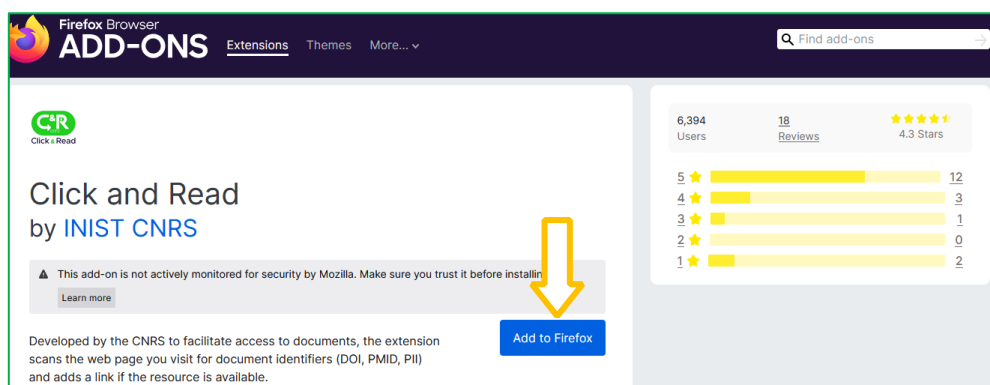 Firefox Browser
ADD-ONS
Extensions Themes More...
Find add-ons
C&R
Click & Read
Click and Read
by INIST CNRS
This add-on is not actively monitored for security by Mozilla. Make sure you trust it before
Learn more
Developed by the CNRS to facilitate access to documents, the extension
scans the web page you visit for document identifiers (DOI, PMID, PII)
and adds a link if the resource is available.
Add to Firefox
6,394 18
Users Reviews 4.3 Stars
5 12
4 3
3 1
2 0
1 2